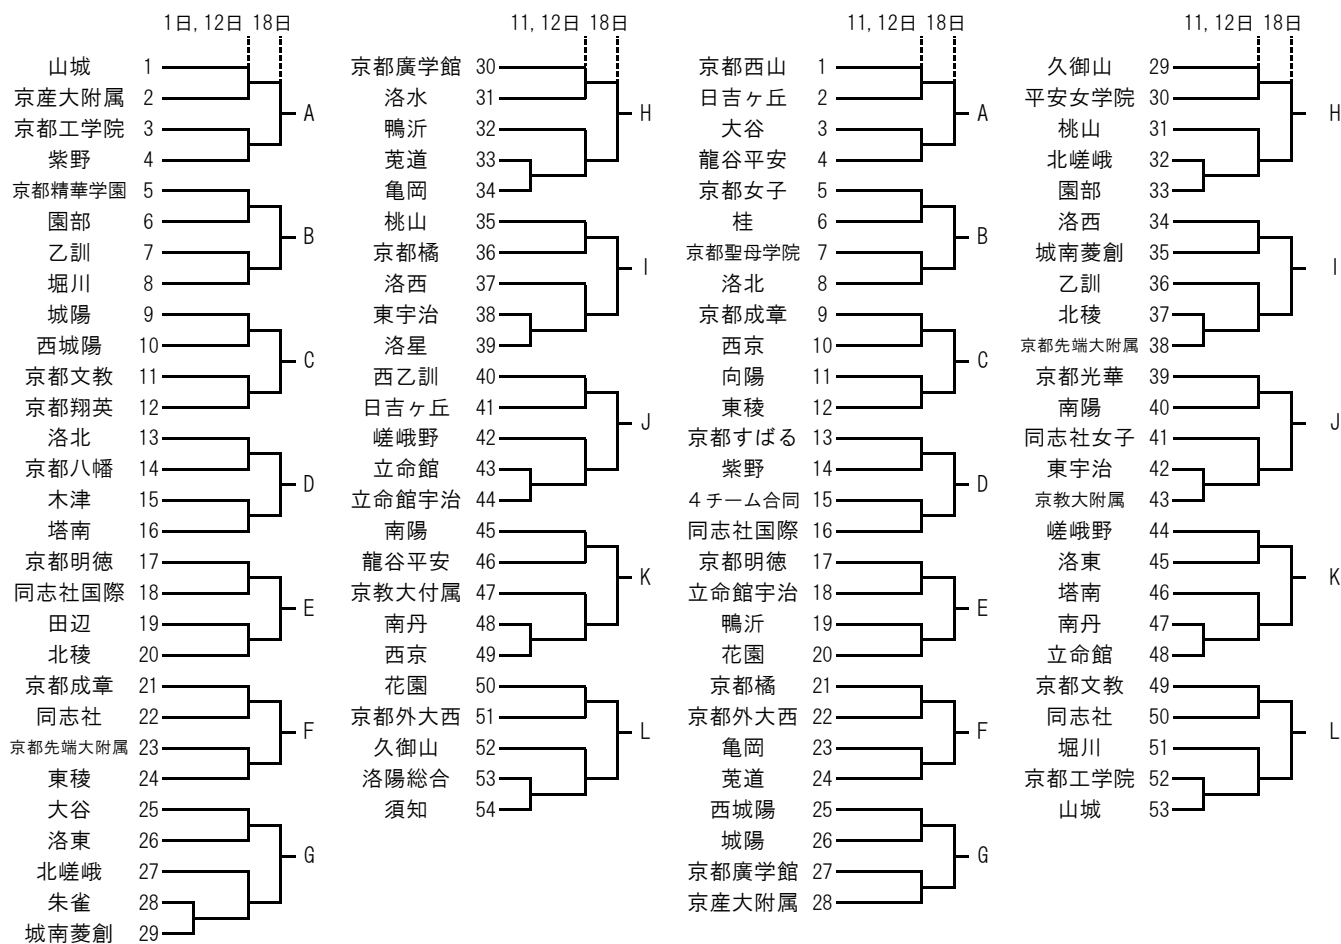 1日, 12日 18日
山城 1
京産大附属 2
京都工学院 3
紫野 4
A
京都精華学園 5
園部 6
乙訓 7
堀川 8
B
城陽 9
西城陽 10
京都文教 11
京都翔英 12
C
洛北 13
京都八幡 14
木津 15
塔南 16
D
京都明徳 17
同志社国際 18
田辺 19
北稜 20
E
京都成章 21
同志社 22
京都先端大附属 23
東稜 24
F
大谷 25
洛東 26
北嵯峨 27
朱雀 28
城南菱創 29
G
11, 12日 18日
京都廣学館 30
洛水 31
鴨沂 32
莵道 33
亀岡 34
H
桃山 35
京都橘 36
洛西 37
東宇治 38
洛星 39
I
西乙訓 40
日吉ヶ丘 41
嵯峨野 42
立命館 43
立命館宇治 44
J
南陽 45
龍谷平安 46
京教大付属 47
南丹 48
西京 49
K
花園 50
京都外大西 51
久御山 52
洛陽総合 53
須知 54
L
11, 12日 18日
京都西山 1
日吉ヶ丘 2
大谷 3
龍谷平安 4
A
京都女子 5
桂 6
京都聖母学院 7
洛北 8
B
京都成章 9
西京 10
向陽 11
東稜 12
C
京都すばる 13
紫野 14
4チーム合同 15
同志社国際 16
D
京都明徳 17
立命館宇治 18
鴨沂 19
花園 20
E
京都橘 21
京都外大西 22
亀岡 23
莵道 24
F
西城陽 25
城陽 26
京都廣学館 27
京産大附属 28
G
11, 12日 18日
久御山 29
平安女学院 30
桃山 31
北嵯峨 32
園部 33
H
洛西 34
城南菱創 35
乙訓 36
北稜 37
京都先端大附属 38
I
京都光華 39
南陽 40
同志社女子 41
東宇治 42
京教大附属 43
J
嵯峨野 44
洛東 45
塔南 46
南丹 47
立命館 48
K
京都文教 49
同志社 50
堀川 51
京都工学院 52
山城 53
L